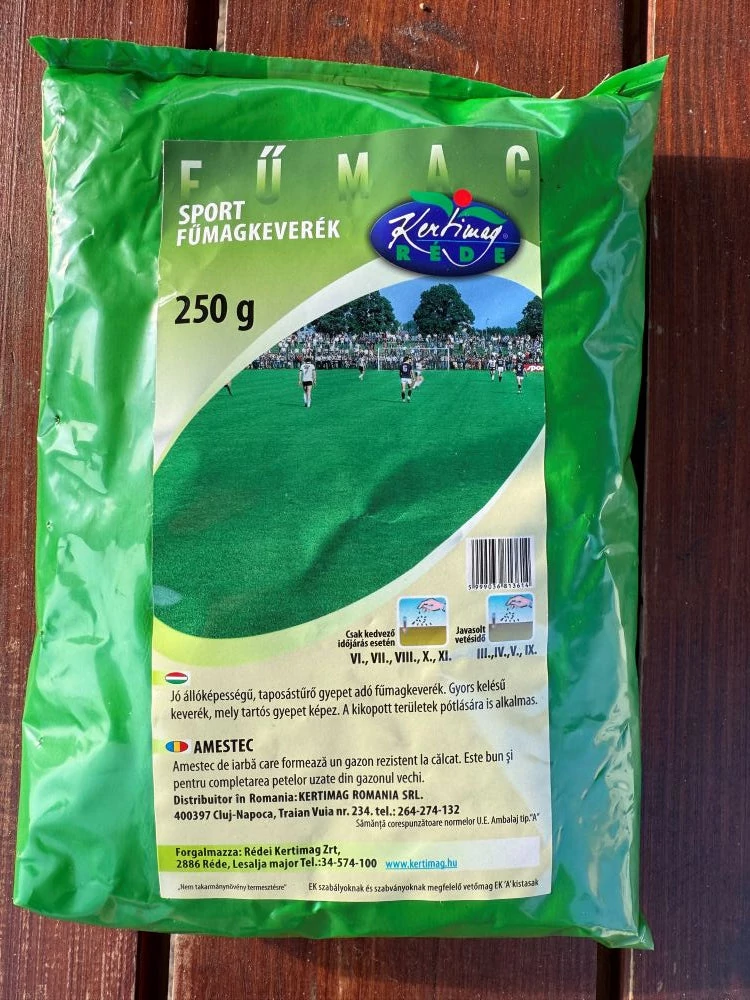 FŰMAG
SPORT
FŰMAGKEVERÉK
Kertimag®
RÉDE
250 g
5 999036 813614
Csak kedvező
időjárás esetén
VI., VII., VIII., X., XI.
Javasolt
vetésidő
III.,IV.,V., IX.
Jó állóképességű, taposástűrő gyepet adó fűmagkeverék. Gyors kelésű
keverék, mely tartós gyepet képez. A kikopott területek pótlására is alkalmas.
AMESTEC
Amestec de iarbă care formează un gazon rezistent la călcat. Este bun şi
pentru completarea petelor uzate din gazonul vechi.
Distribuitor în Romania: KERTIMAG ROMANIA SRL.
400397 Cluj-Napoca, Traian Vuia nr. 234. tel.: 264-274-132
Sămânţă corespunzătoare normelor U.E. Ambalaj tip."A"
Forgalmazza: Rédei Kertimag Zrt,
2886 Réde, Lesalja major Tel.:34-574-100 www.kertimag.hu
„Nem takarmánynövény termesztésre"
EK szabályoknak és szabványoknak megfelelő vetőmag EK 'A' kistasak